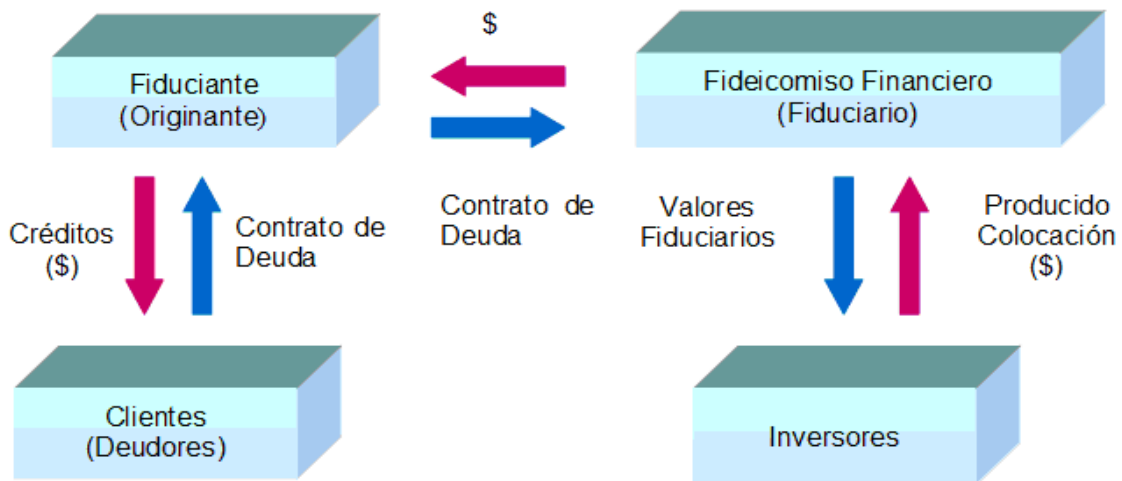 $
Fiduciante
(Originante)
Fideicomiso Financiero
(Fiduciario)
Créditos
($)
Contrato de
Deuda
Contrato de
Deuda
Valores
Fiduciarios
Producido
Colocación
($)
Clientes
(Deudores)
Inversores